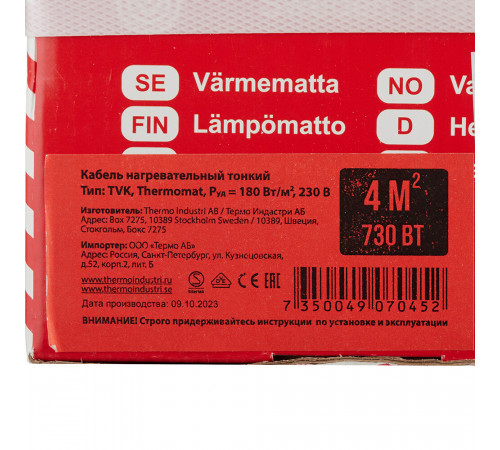 SE Värmematta NO
FIN Lämpömatto D
Кабель нагревательный тонкий
Тип: TVK, Thermomat, Pуд = 180 Вт/м², 230 В
4 М²
730 ВТ
Изготовитель: Thermo Industri AB / Термо Индастри АБ
Адрес: Box 7275, 10389 Stockholm Sweden / 10389, Швеция,
Стокгольм, Бокс 7275
Импортер: ООО «Термо АБ»
Адрес: Россия, Санкт-Петербург, ул. Кузнецовская,
д.52, корп.2, лит. Б
www.thermoindustri.ru
www.thermoindustri.se
CE EAC
Дата производства: 09.10.2023
7 350049 070452
ВНИМАНИЕ! Строго придерживайтесь инструкции по установке и эксплуатации